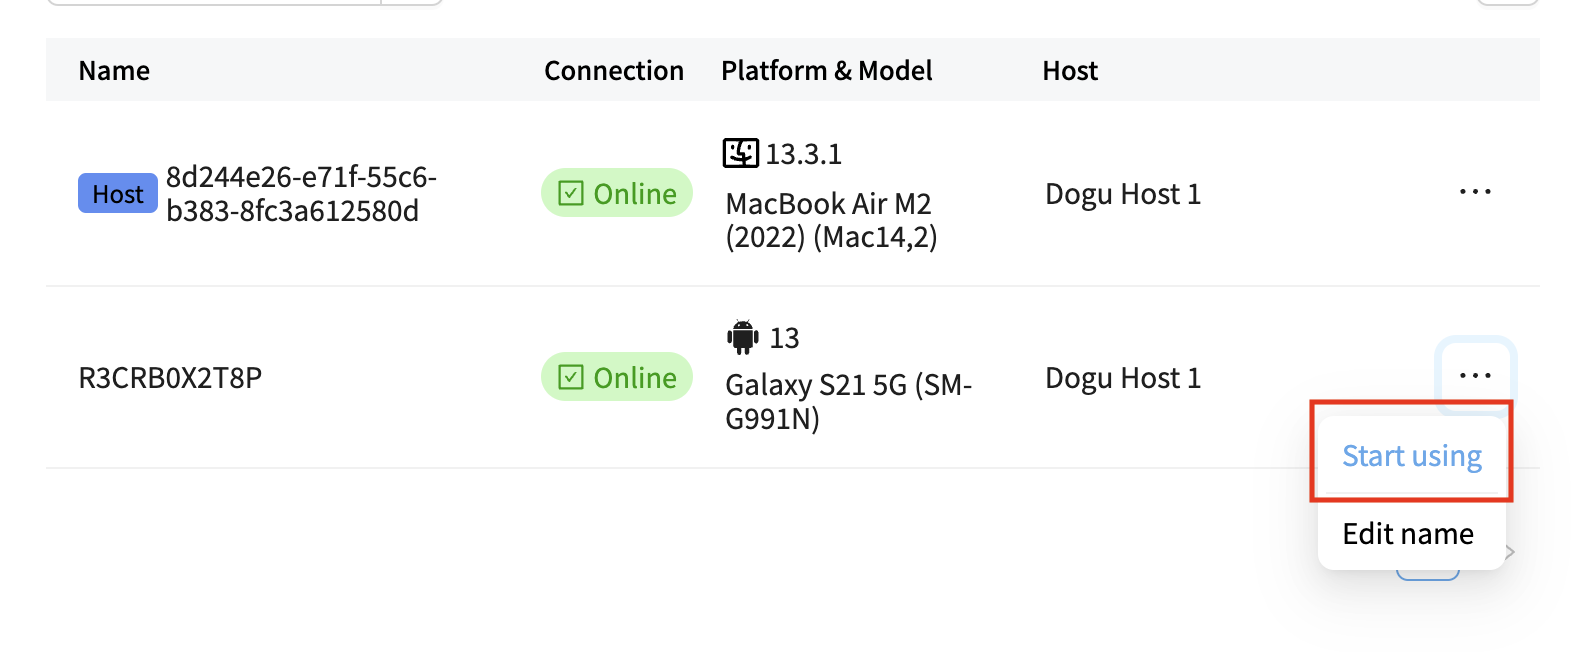 Name Connection Platform & Model Host
13.3.1
Host 8d244e26-e71f-55c6-
b383-8fc3a612580d
Online
MacBook Air M2
(2022) (Mac14,2)
Dogu Host 1
···
13
R3CRB0X2T8P
Online
Galaxy S21 5G (SM-
G991N)
Dogu Host 1
···
Start using
Edit name